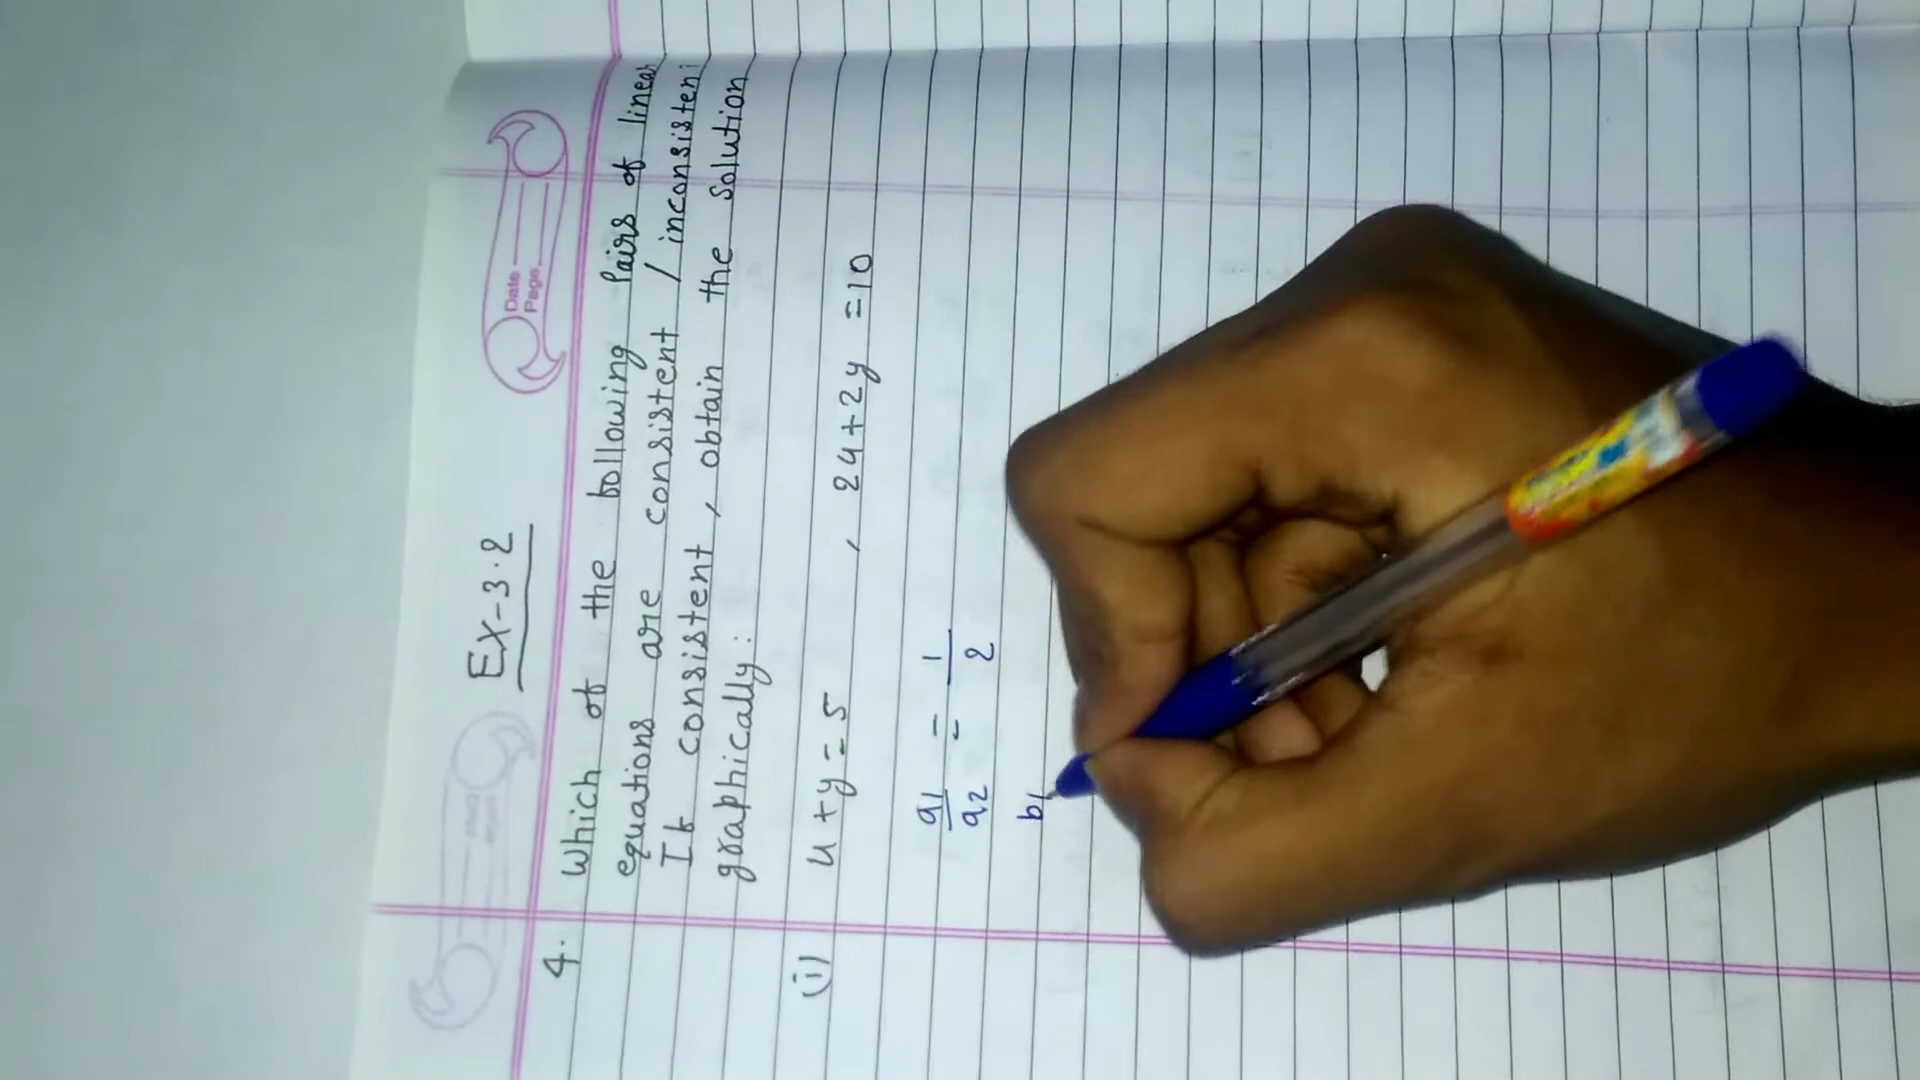 Date
Page
EX-3.2
4. Which of the following Pairs of linear
equations are consistent / inconsisten
If consistent, obtain the solution
graphically:
(i) x+y=5 , 2x+2y=10
a1/a2 = 1/2
b1